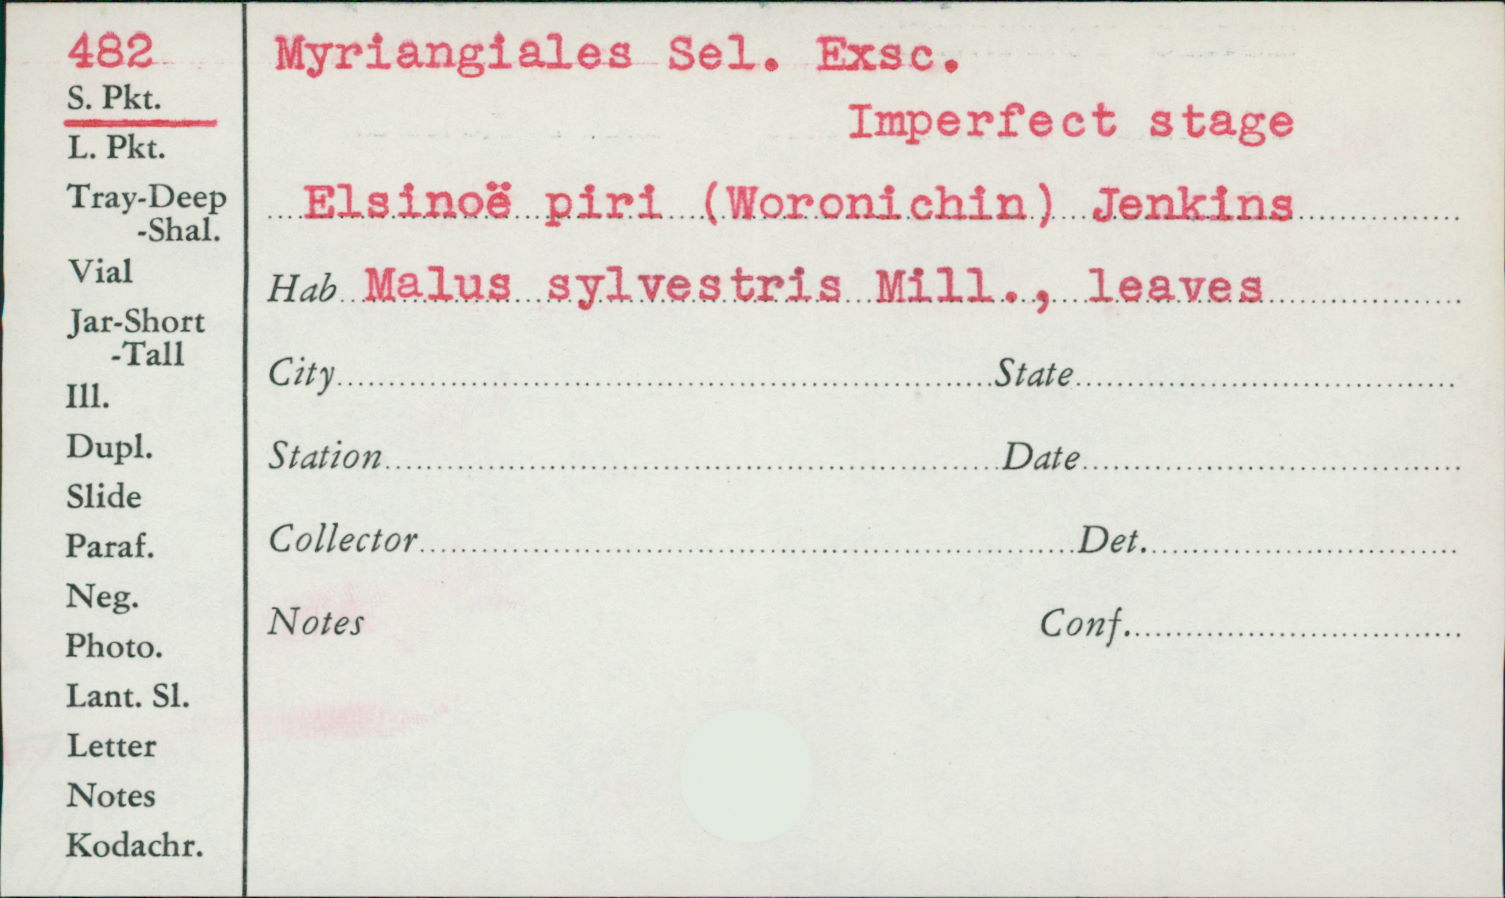 482
S. Pkt.
L. Pkt.
Tray-Deep
-Shal.
Vial
Jar-Short
-Tall
Ill.
Dupl.
Slide
Paraf.
Neg.
Photo.
Lant. Sl.
Letter
Notes
Kodachr.
Myriangiales Sel. Exsc.
Imperfect stage
Elsinoë piri (Woronichin) Jenkins
Hab Malus sylvestris Mill., leaves
City State
Station Date
Collector Det.
Notes Conf.